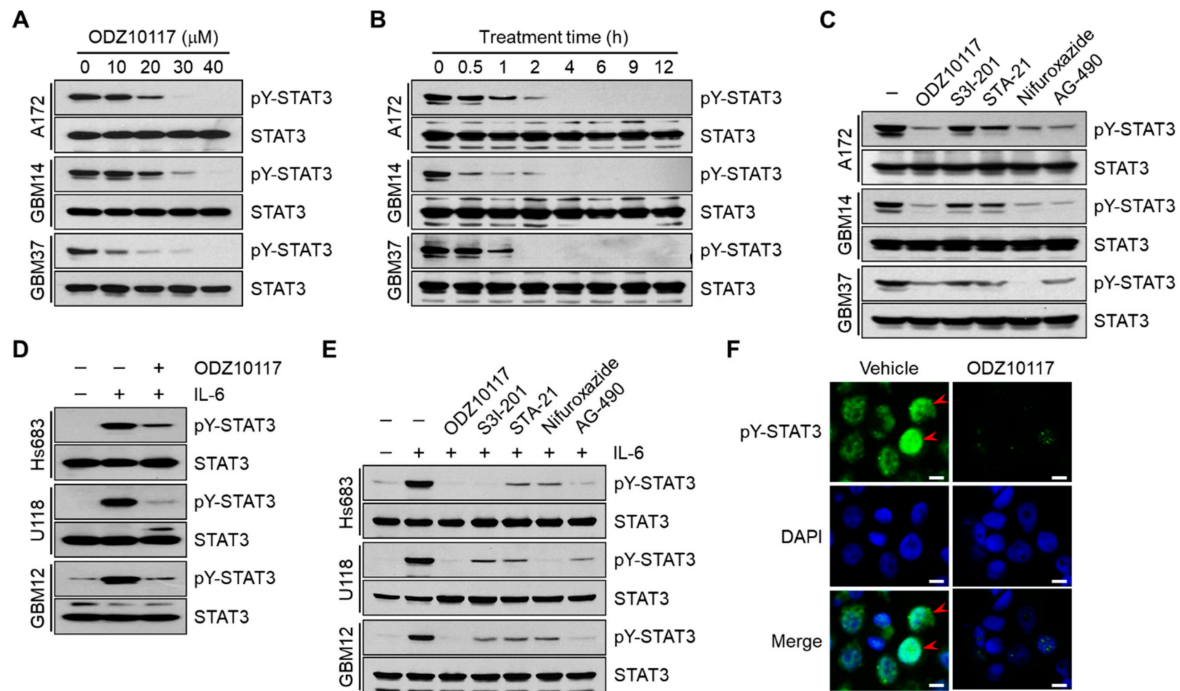 A
ODZ10117 (μM)
0 10 20 30 40
A172
pY-STAT3
STAT3
GBM14
pY-STAT3
STAT3
GBM37
pY-STAT3
STAT3
B
Treatment time (h)
0 0.5 1 2 4 6 9 12
A172
pY-STAT3
STAT3
GBM14
pY-STAT3
STAT3
GBM37
pY-STAT3
STAT3
C
– ODZ10117 S3I-201 STA-21 Nifuroxazide AG-490
A172
pY-STAT3
STAT3
GBM14
pY-STAT3
STAT3
GBM37
pY-STAT3
STAT3
D
– – + ODZ10117
– + + IL-6
Hs683
pY-STAT3
STAT3
U118
pY-STAT3
STAT3
GBM12
pY-STAT3
STAT3
E
– – ODZ10117 S3I-201 STA-21 Nifuroxazide AG-490
– + + + + + + IL-6
Hs683
pY-STAT3
STAT3
U118
pY-STAT3
STAT3
GBM12
pY-STAT3
STAT3
F
Vehicle ODZ10117
pY-STAT3
DAPI
Merge